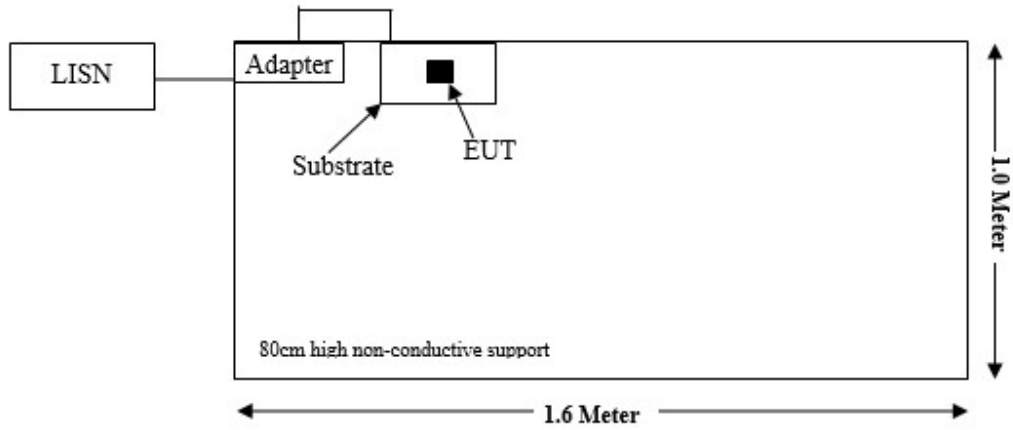 LISN
Adapter
EUT
Substrate
1.0 Meter
80cm high non-conductive support
1.6 Meter